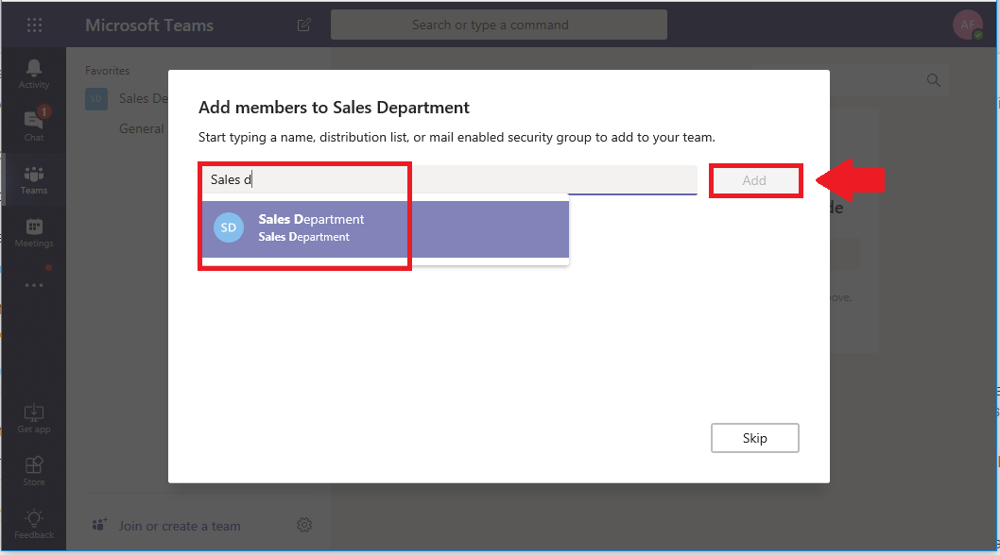 Microsoft Teams
Search or type a command
AF
Activity
Chat
1
Teams
Meetings
Get app
Store
Feedback
Favorites
SD
Sales De
General
Join or create a team
Add members to Sales Department
Start typing a name, distribution list, or mail enabled security group to add to your team.
Sales d
Add
SD
Sales Department
Sales Department
Skip
de
ove.